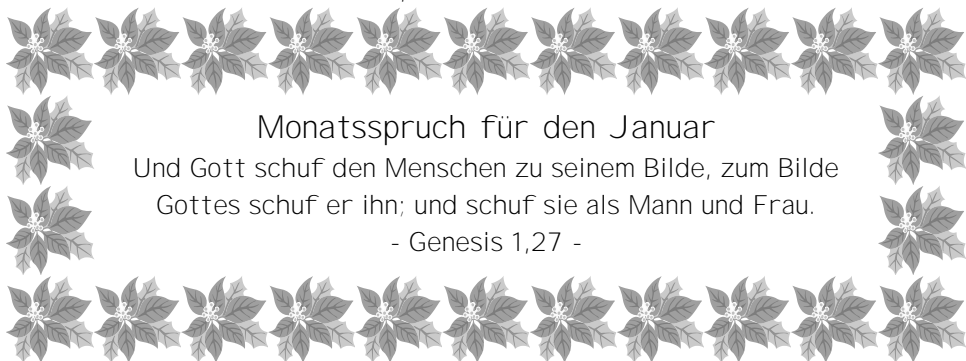 Monatsspruch für den Januar
Und Gott schuf den Menschen zu seinem Bilde, zum Bilde
Gottes schuf er ihn; und schuf sie als Mann und Frau.
- Genesis 1,27 -